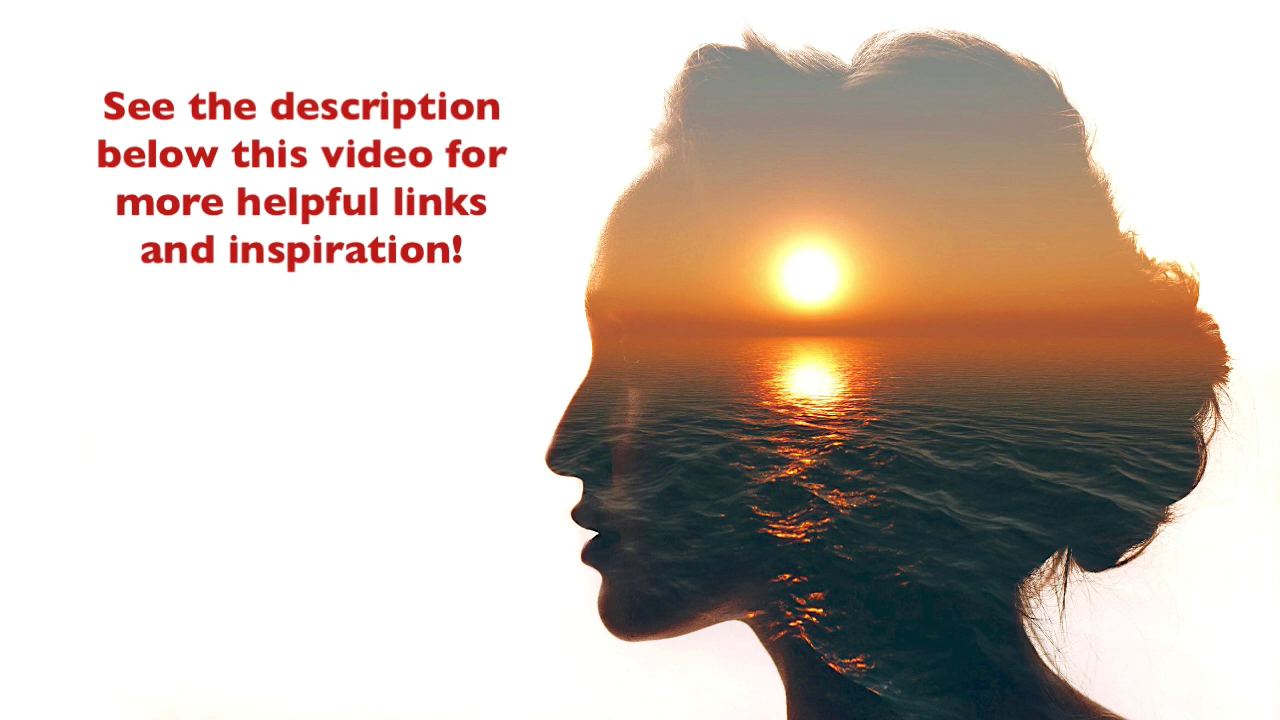 See the description
below this video for
more helpful links
and inspiration!